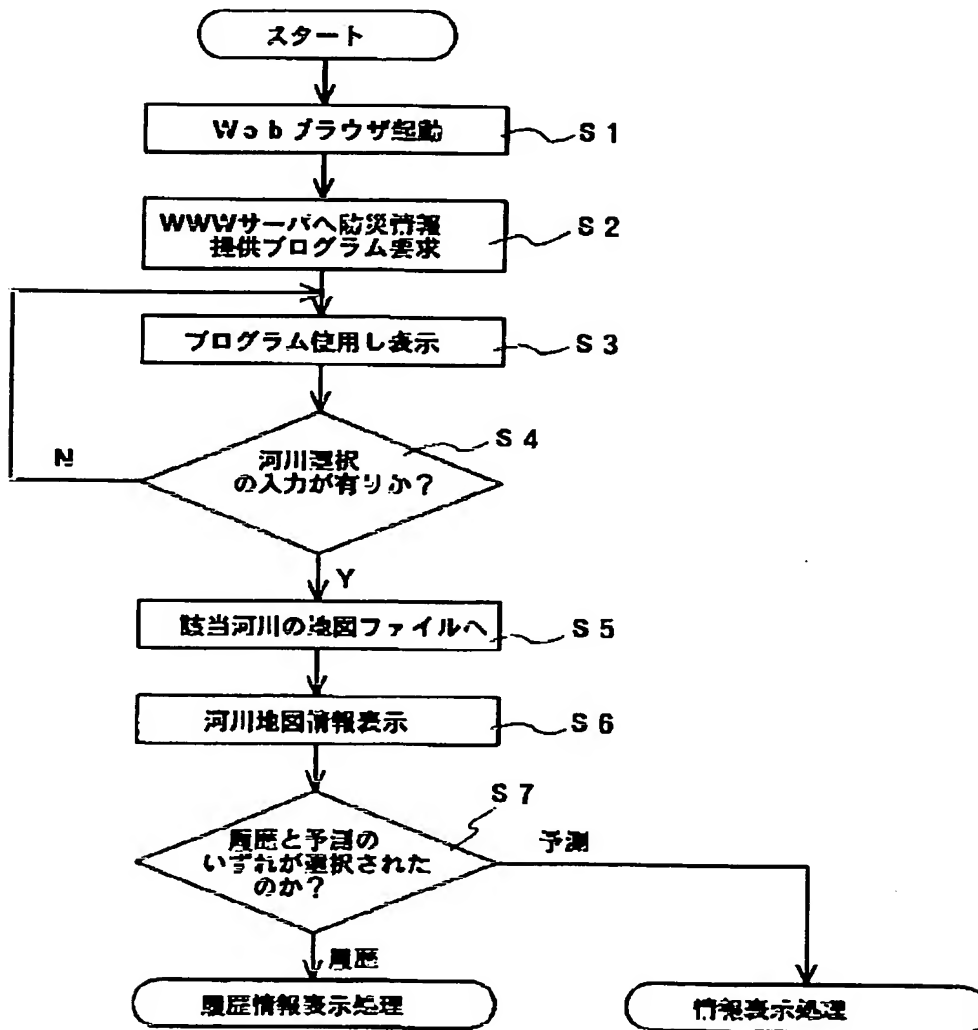 スタート
Webブラウザ起動
S1
WWWサーバへ防災情報
提供プログラム要求
S2
プログラム使用し表示
S3
河川選択
の入力が有りか？
S4
N
Y
該当河川の地図ファイルへ
S5
河川地図情報表示
S6
履歴と予測の
いずれが選択された
のか？
S7
予測
履歴
履歴情報表示処理
情報表示処理